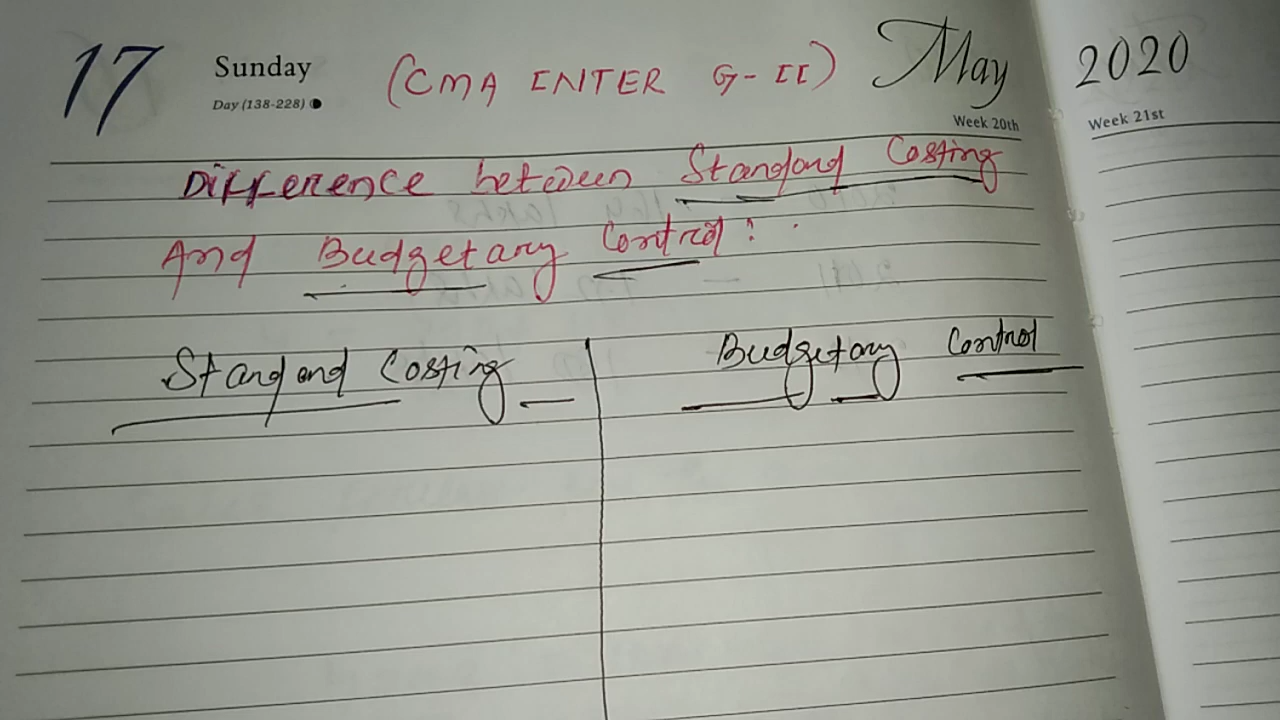 17 Sunday (CMA INTER G-II) May 2020
Day (138-228) Week 20th Week 21st
Difference between Standard Costing
And Budgetary Control:
Standard Costing Budgetary Control